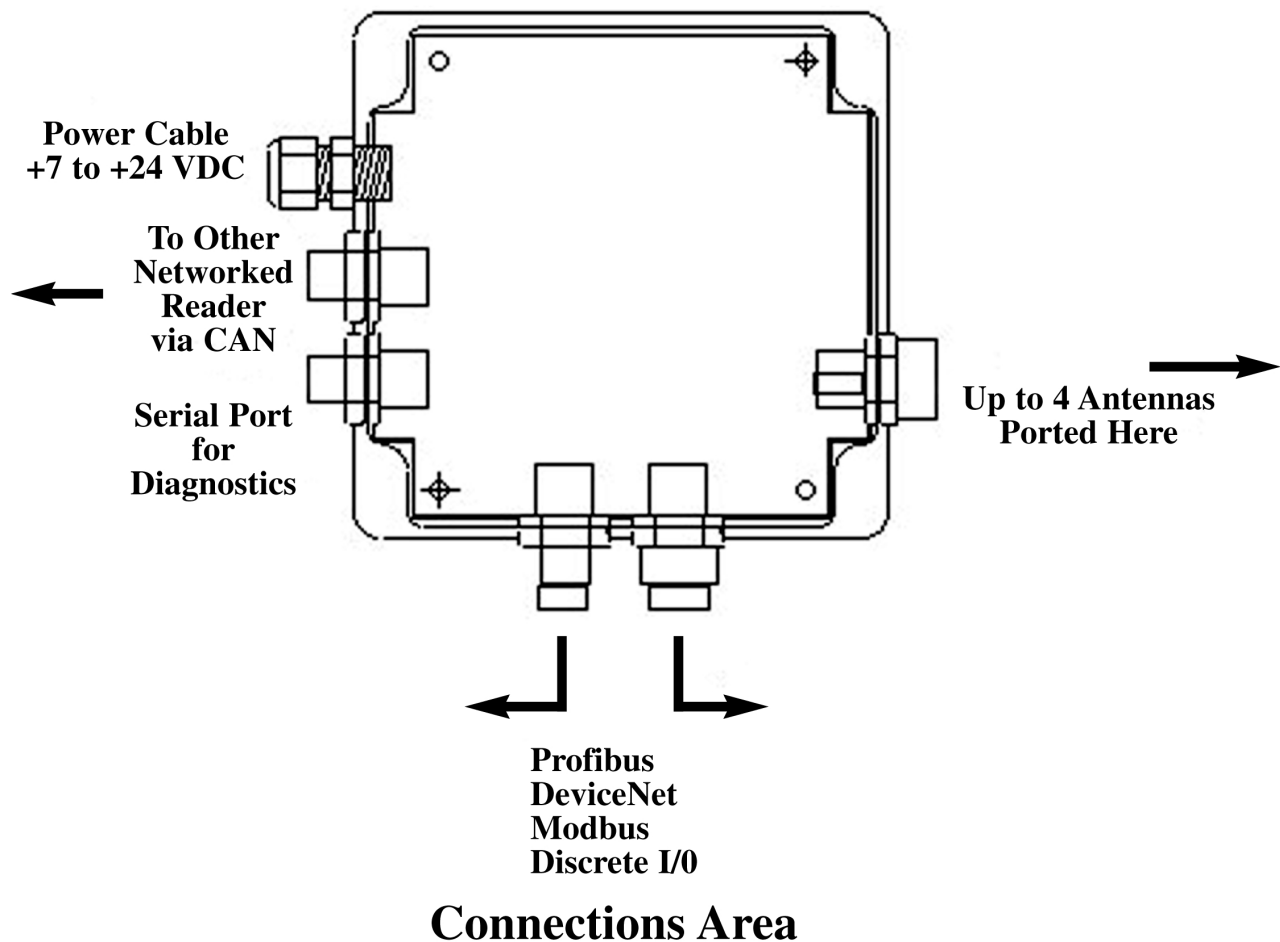 Power Cable
+7 to +24 VDC
To Other
Networked
Reader
via CAN
Serial Port
for
Diagnostics
Up to 4 Antennas
Ported Here
Profibus
DeviceNet
Modbus
Discrete I/0
Connections Area